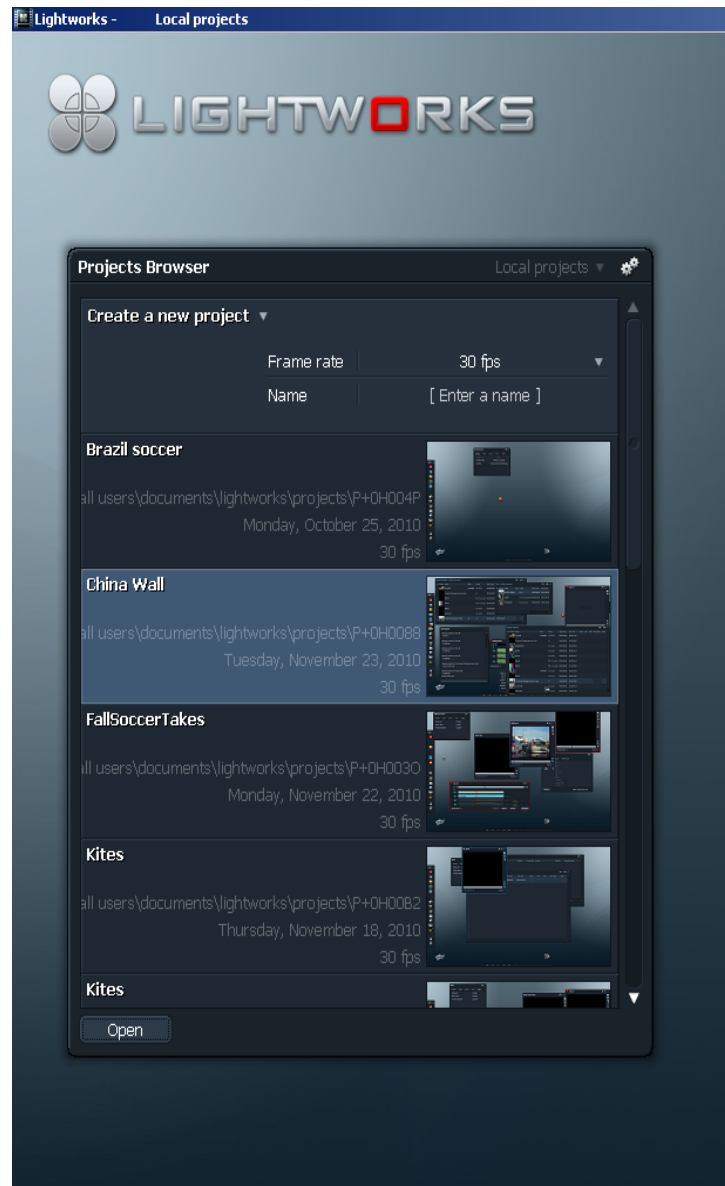 Lightworks - Local projects
LIGHTWORKS
Projects Browser Local projects
Create a new project
Frame rate 30 fps
Name [ Enter a name ]
Brazil soccer
all users\documents\lightworks\projects\P+0H004P
Monday, October 25, 2010
30 fps
China Wall
all users\documents\lightworks\projects\P+0H0088
Tuesday, November 23, 2010
30 fps
FallSoccerTakes
ll users\documents\lightworks\projects\P+0H003O
Monday, November 22, 2010
30 fps
Kites
all users\documents\lightworks\projects\P+0H00B2
Thursday, November 18, 2010
30 fps
Kites
Open